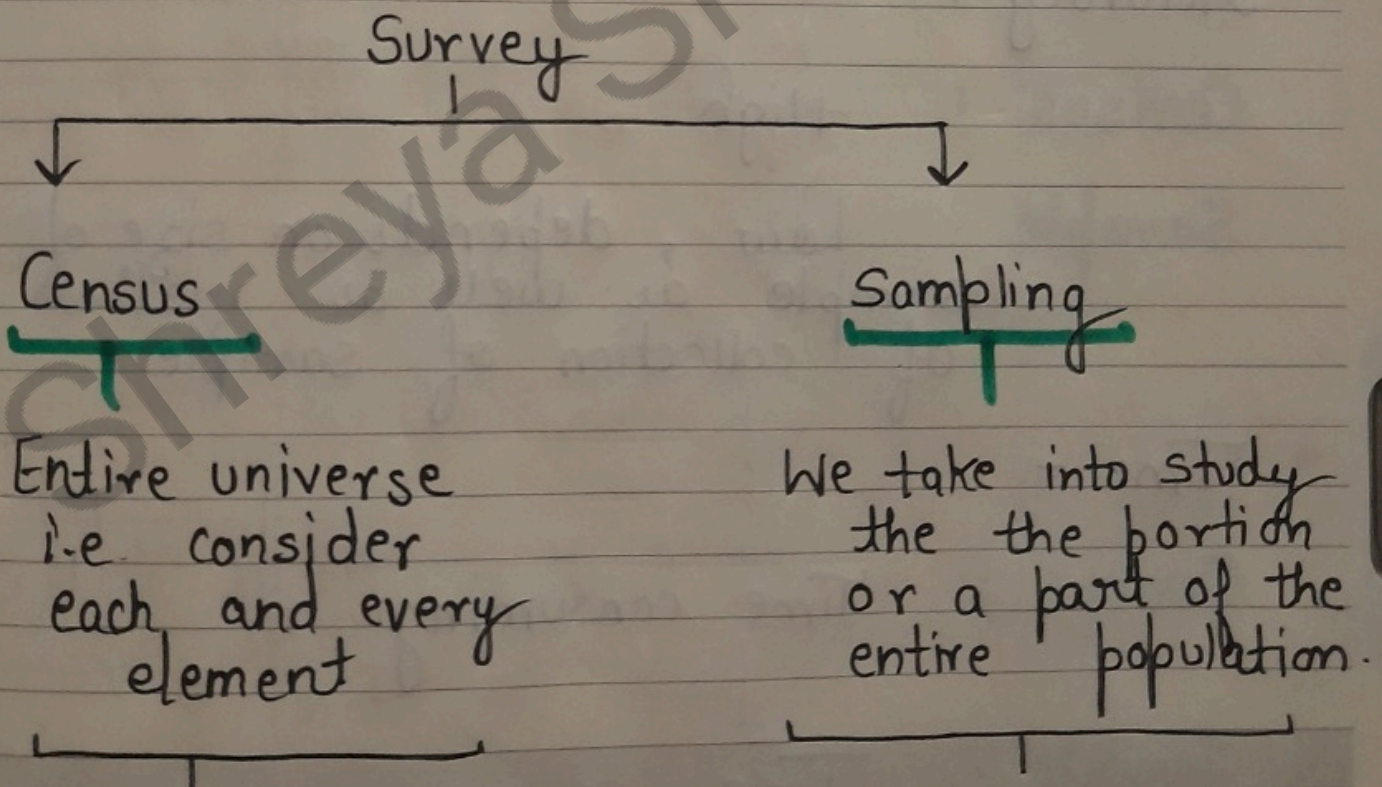 Survey
Census
Sampling
Entire universe
i.e. consider
each, and every
element
We take into study
the the portion
or a part of the
entire population.
Shreya S